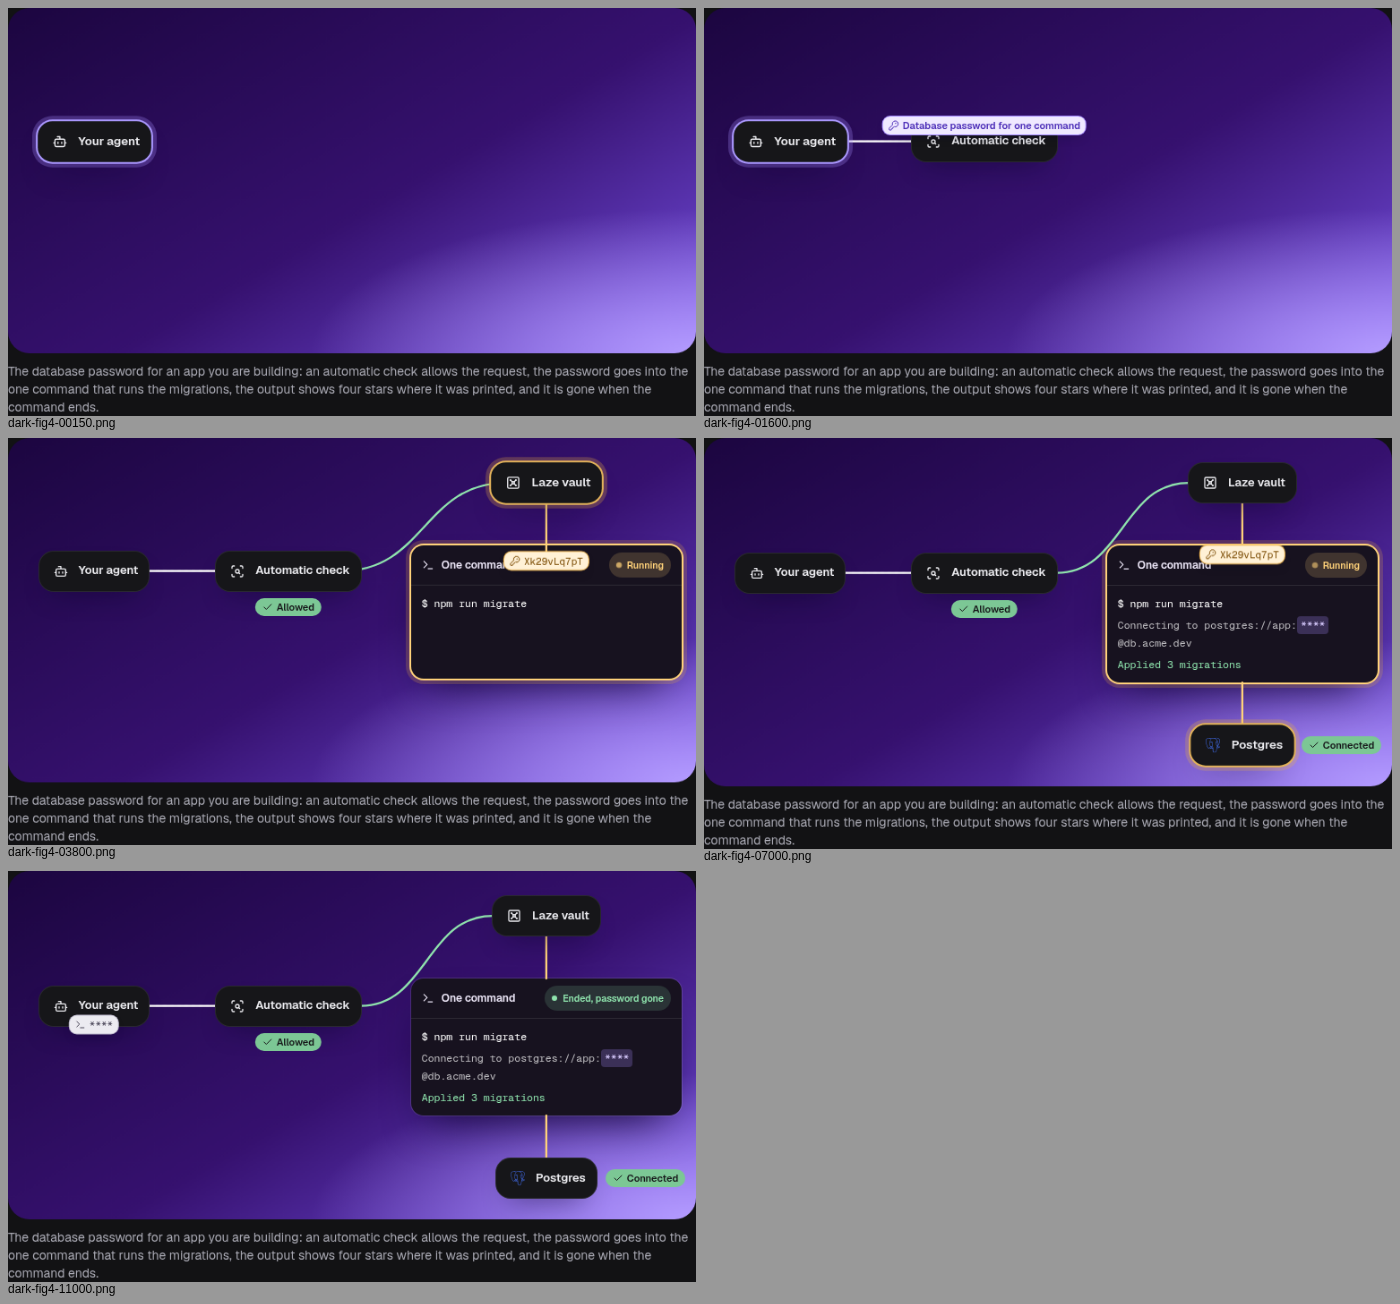 Your agent
The database password for an app you are building: an automatic check allows the request, the password goes into the
one command that runs the migrations, the output shows four stars where it was printed, and it is gone when the
command ends.
dark-fig4-00150.png
Database password for one command
Your agent
Automatic check
The database password for an app you are building: an automatic check allows the request, the password goes into the
one command that runs the migrations, the output shows four stars where it was printed, and it is gone when the
command ends.
dark-fig4-01600.png
Laze vault
Your agent
Automatic check
Allowed
One comma
Xk29vLq7pT
Running
$ npm run migrate
The database password for an app you are building: an automatic check allows the request, the password goes into the
one command that runs the migrations, the output shows four stars where it was printed, and it is gone when the
command ends.
dark-fig4-03800.png
Laze vault
Your agent
Automatic check
Allowed
Xk29vLq7pT
One command
Running
$ npm run migrate
Connecting to postgres://app:****
@db.acme.dev
Applied 3 migrations
Postgres
Connected
The database password for an app you are building: an automatic check allows the request, the password goes into the
one command that runs the migrations, the output shows four stars where it was printed, and it is gone when the
command ends.
dark-fig4-07000.png
Laze vault
Your agent
****
Automatic check
Allowed
One command
Ended, password gone
$ npm run migrate
Connecting to postgres://app:****
@db.acme.dev
Applied 3 migrations
Postgres
Connected
The database password for an app you are building: an automatic check allows the request, the password goes into the
one command that runs the migrations, the output shows four stars where it was printed, and it is gone when the
command ends.
dark-fig4-11000.png